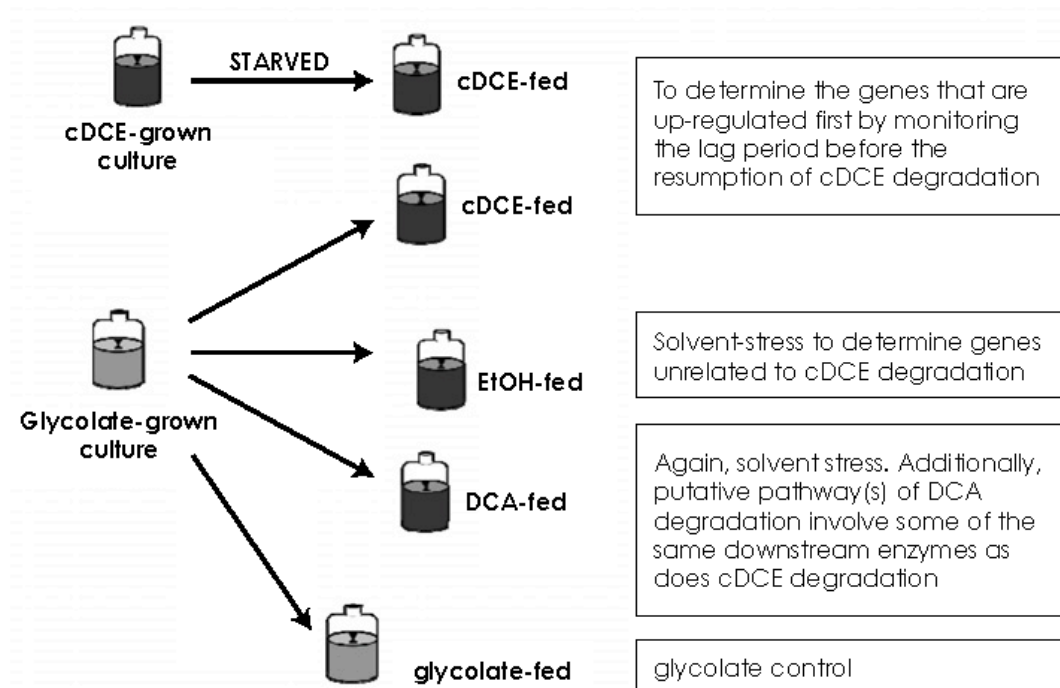 STARVED
cDCE-grown
culture
cDCE-fed
To determine the genes that are
up-regulated first by monitoring
the lag period before the
resumption of cDCE degradation
cDCE-fed
Glycolate-grown
culture
EtOH-fed
Solvent-stress to determine genes
unrelated to cDCE degradation
DCA-fed
Again, solvent stress. Additionally,
putative pathway(s) of DCA
degradation involve some of the
same downstream enzymes as
does cDCE degradation
glycolate-fed
glycolate control